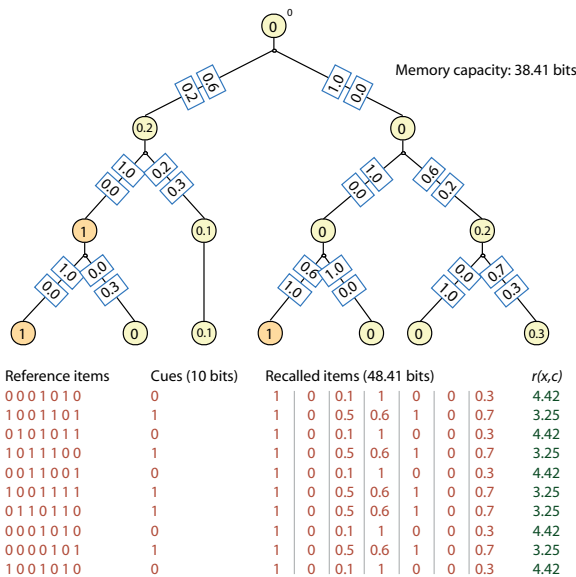 0
0
Memory capacity: 38.41 bits
0.2 0.6 1.0 0.0
0.2 0
0.0 1.0 0.2 0.3 0.0 1.0 0.6 0.2
1 0.1 0 0.2
0.0 1.0 0.0 0.3 1.0 0.6 1.0 0.0 1.0 0.0 0.7 0.3
1 0 0.1 1 0 0 0.3
Reference items Cues (10 bits) Recalled items (48.41 bits) r(x,c)
0 0 0 1 0 1 0 0 1 0 0.1 1 0 0 0.3 4.42
1 0 0 1 1 0 1 1 1 0 0.5 0.6 1 0 0.7 3.25
0 1 0 1 0 1 1 0 1 0 0.1 1 0 0 0.3 4.42
1 0 1 1 1 0 0 1 1 0 0.5 0.6 1 0 0.7 3.25
0 0 1 1 0 0 1 0 1 0 0.1 1 0 0 0.3 4.42
1 0 0 1 1 1 1 1 1 0 0.5 0.6 1 0 0.7 3.25
0 1 1 0 1 1 0 1 1 0 0.5 0.6 1 0 0.7 3.25
0 0 0 1 0 1 0 0 1 0 0.1 1 0 0 0.3 4.42
0 0 0 0 1 0 1 1 1 0 0.5 0.6 1 0 0.7 3.25
1 0 0 1 0 1 0 0 1 0 0.1 1 0 0 0.3 4.42